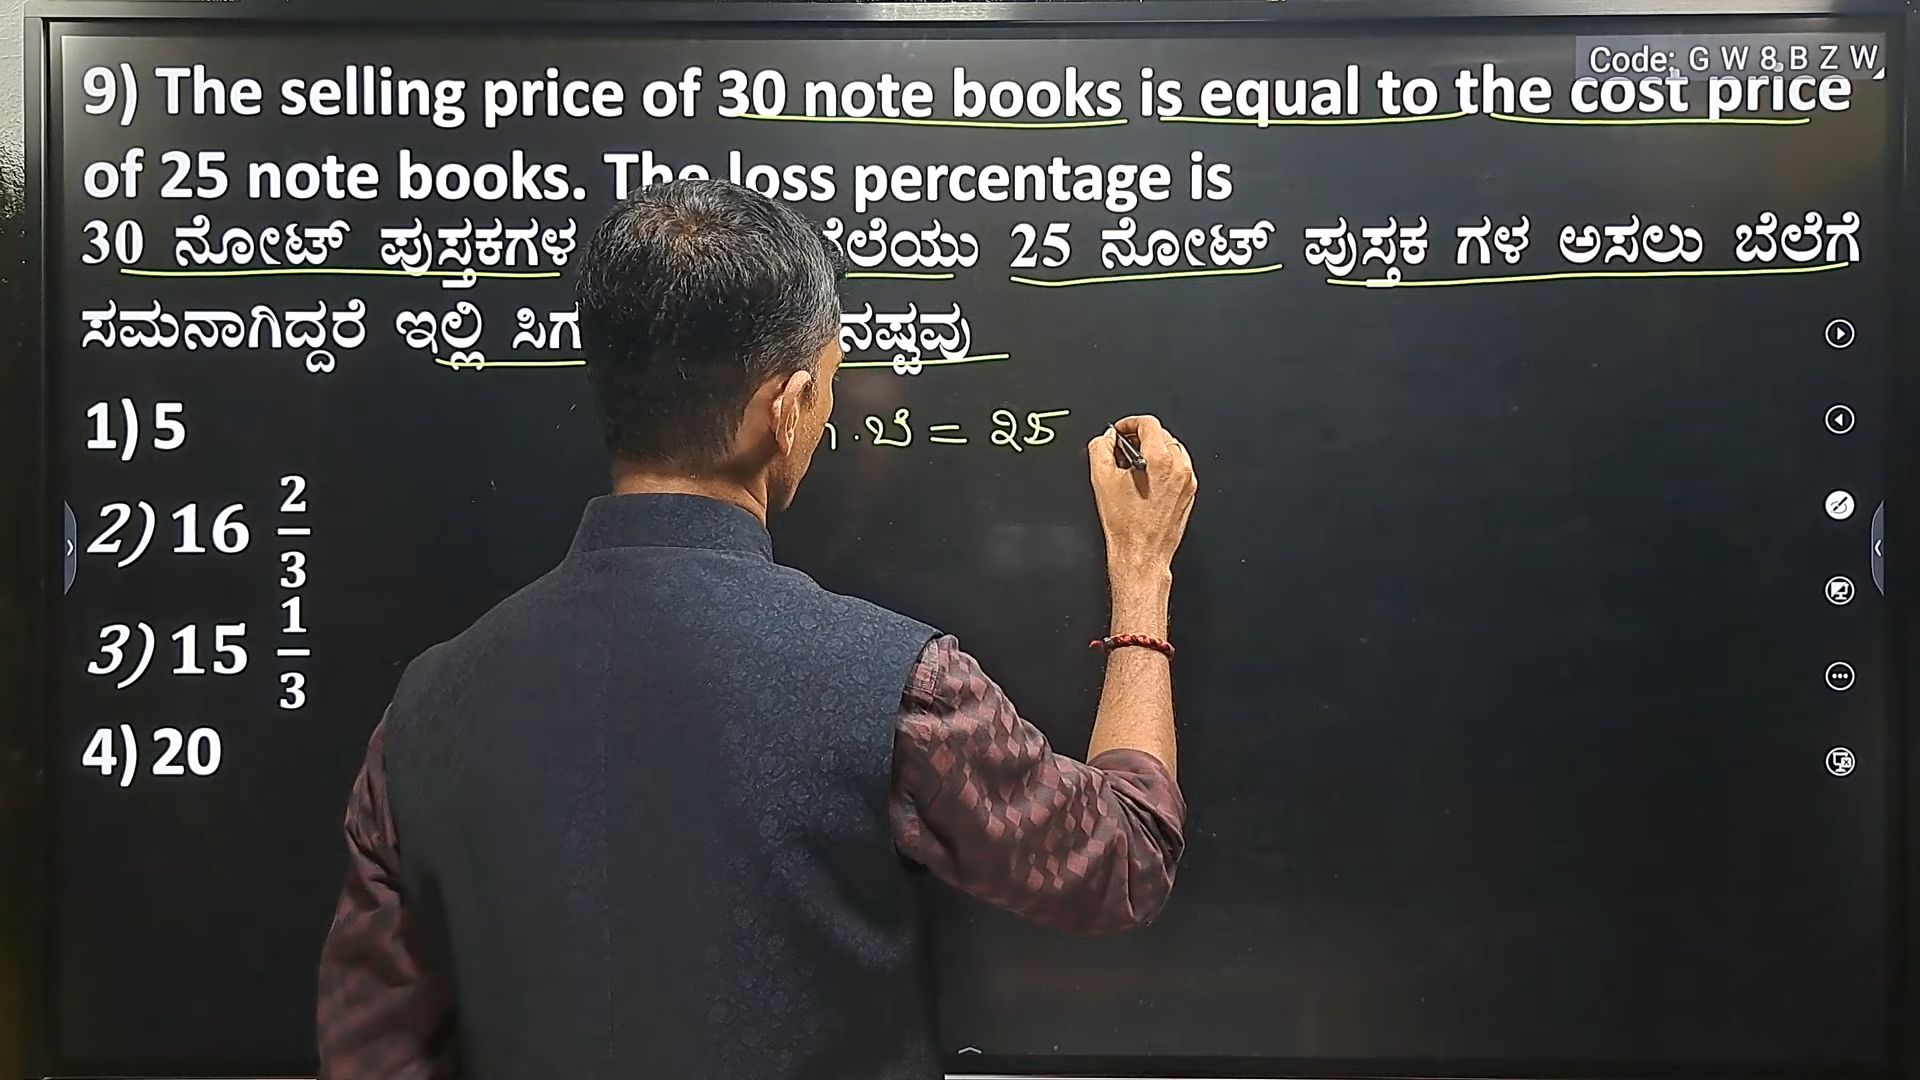 Code: G W 8 B Z W
9) The selling price of 30 note books is equal to the cost price
of 25 note books. The loss percentage is
30 ನೋಟ್ ಪುಸ್ತಕಗಳ ಬೆಲೆಯು 25 ನೋಟ್ ಪುಸ್ತಕ ಗಳ ಅಸಲು ಬೆಲೆಗೆ
ಸಮನಾಗಿದ್ದರೆ ಇಲ್ಲಿ ನಷ್ಟವು
1) 5
.ಬೆ = 25
2) 16 2/3
3) 15 1/3
4) 20